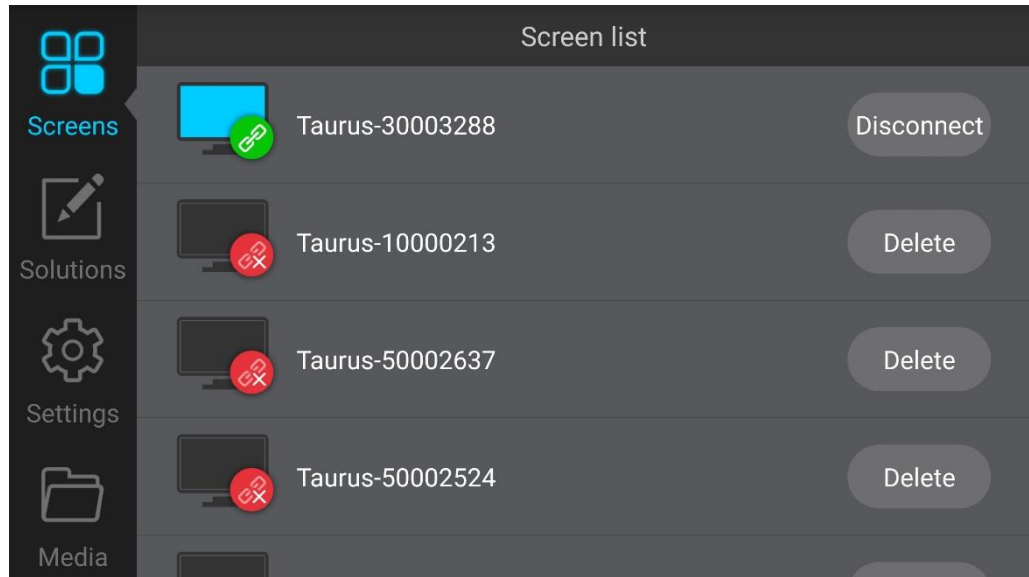 Screen list
Screens
Taurus-30003288
Disconnect
Solutions
Taurus-10000213
Delete
Settings
Taurus-50002637
Delete
Media
Taurus-50002524
Delete